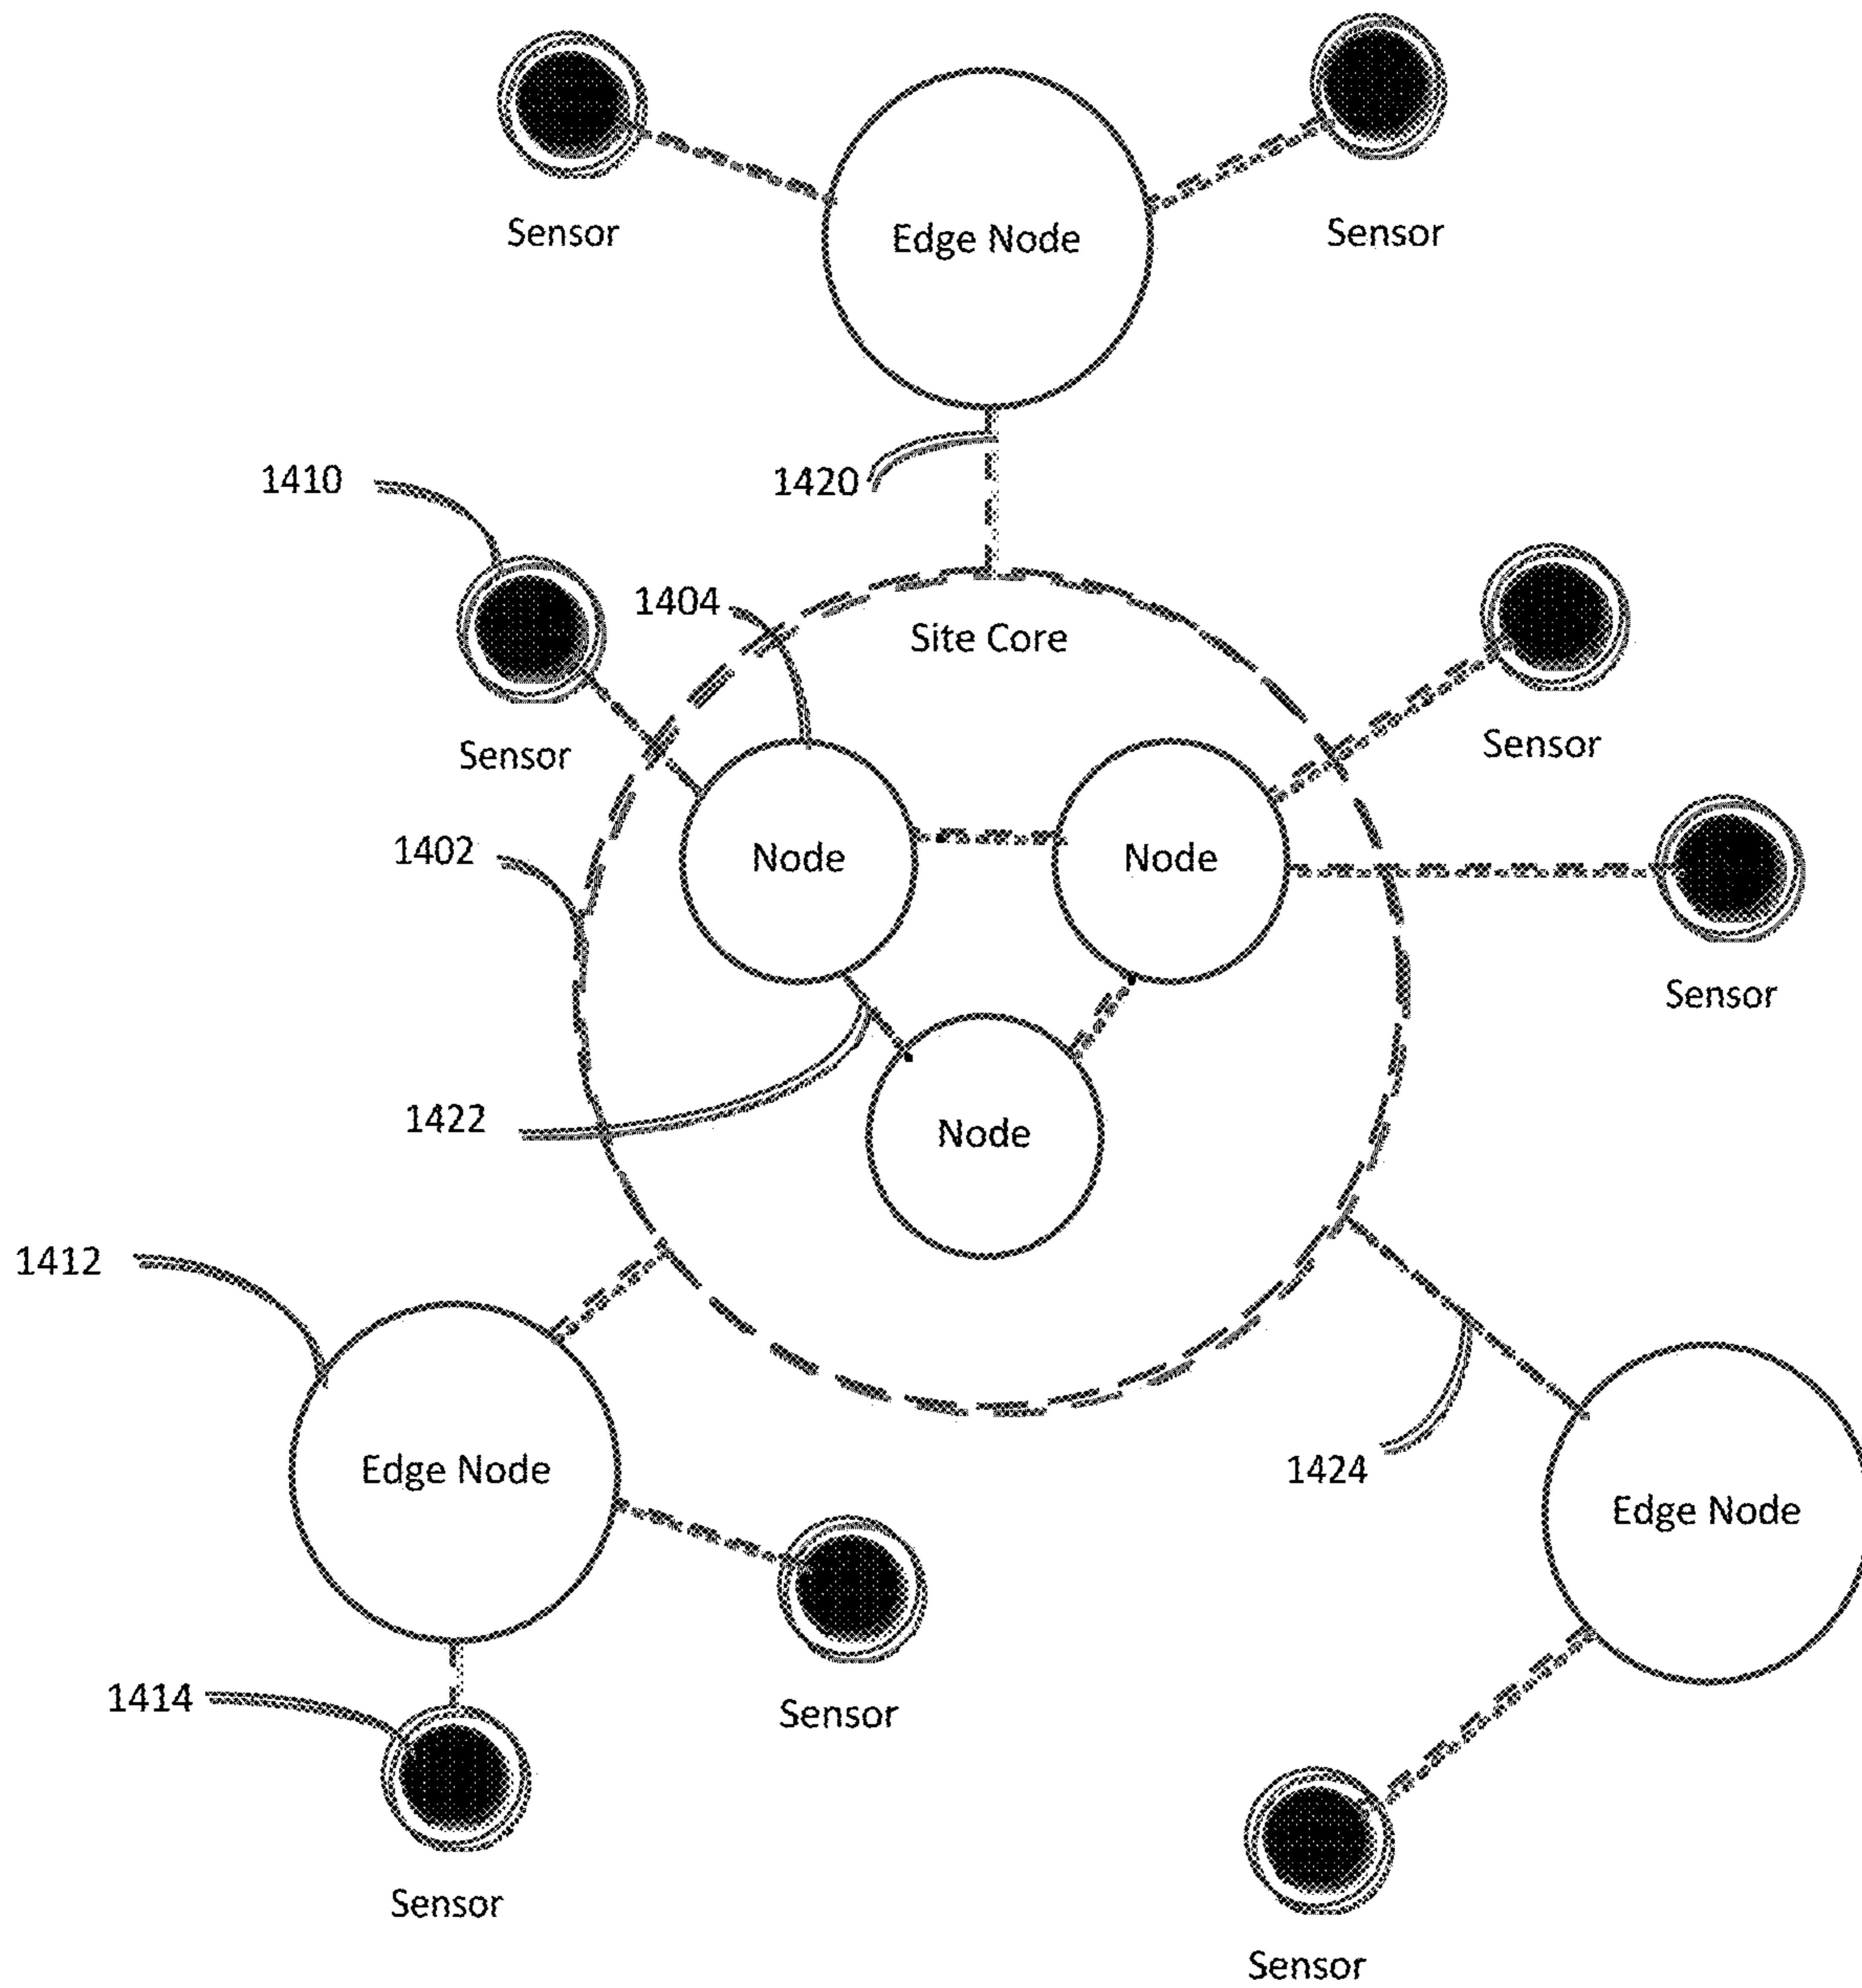 Sensor
Edge Node
Sensor
1410
1420
1404
Site Core
Sensor
Sensor
1402
Node
Node
Sensor
1422
Node
1412
Edge Node
1424
Edge Node
1414
Sensor
Sensor
Sensor